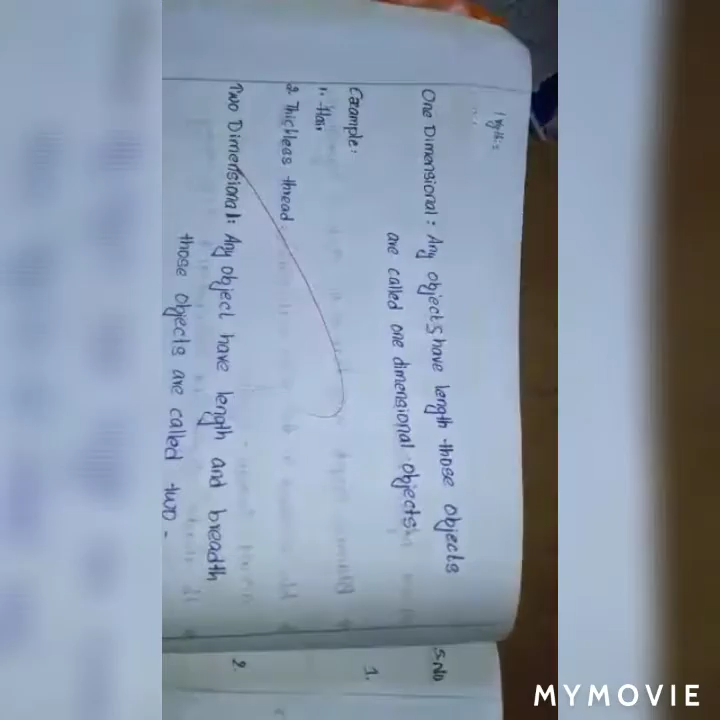 One Dimensional: Any objects have length those objects
are called one dimensional objects
Example:
1. Hair
2. Thickless thread
Two Dimensional: Any object have length and breadth
those objects are called two-
S.No
1.
2.
MYMOVIE